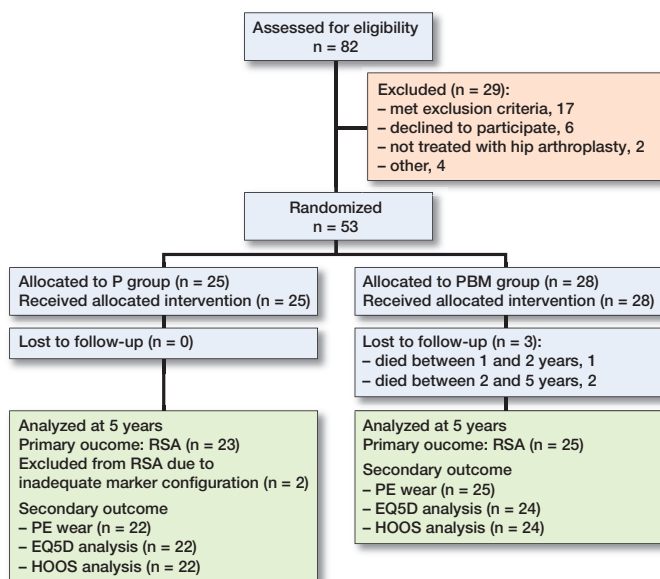 Assessed for eligibility
n = 82
Excluded (n = 29):
– met exclusion criteria, 17
– declined to participate, 6
– not treated with hip arthroplasty, 2
– other, 4
Randomized
n = 53
Allocated to P group (n = 25)
Received allocated intervention (n = 25)
Allocated to PBM group (n = 28)
Received allocated intervention (n = 28)
Lost to follow-up (n = 0)
Lost to follow-up (n = 3):
– died between 1 and 2 years, 1
– died between 2 and 5 years, 2
Analyzed at 5 years
Primary oucome: RSA (n = 23)
Excluded from RSA due to
inadequate marker configuration (n = 2)
Secondary outcome
– PE wear (n = 22)
– EQ5D analysis (n = 22)
– HOOS analysis (n = 22)
Analyzed at 5 years
Primary oucome: RSA (n = 25)
Secondary outcome
– PE wear (n = 25)
– EQ5D analysis (n = 24)
– HOOS analysis (n = 24)